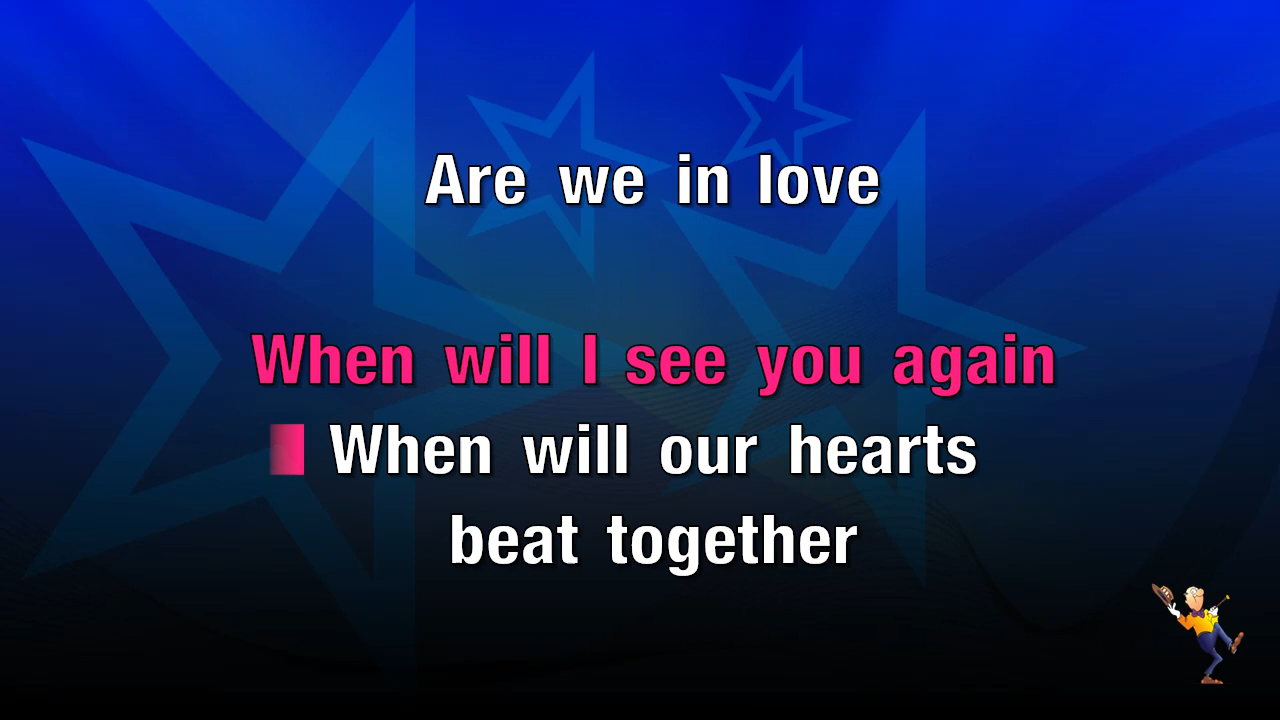 Are we in love
When will I see you again
When will our hearts
beat together